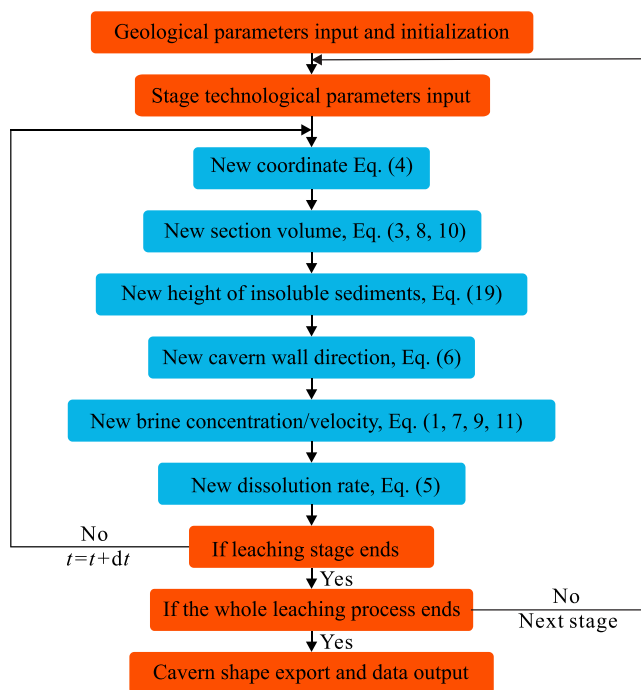 Geological parameters input and initialization
Stage technological parameters input
New coordinate Eq. (4)
New section volume, Eq. (3, 8, 10)
New height of insoluble sediments, Eq. (19)
New cavern wall direction, Eq. (6)
New brine concentration/velocity, Eq. (1, 7, 9, 11)
New dissolution rate, Eq. (5)
No
t=t+dt
If leaching stage ends
Yes
If the whole leaching process ends
No
Next stage
Yes
Cavern shape export and data output